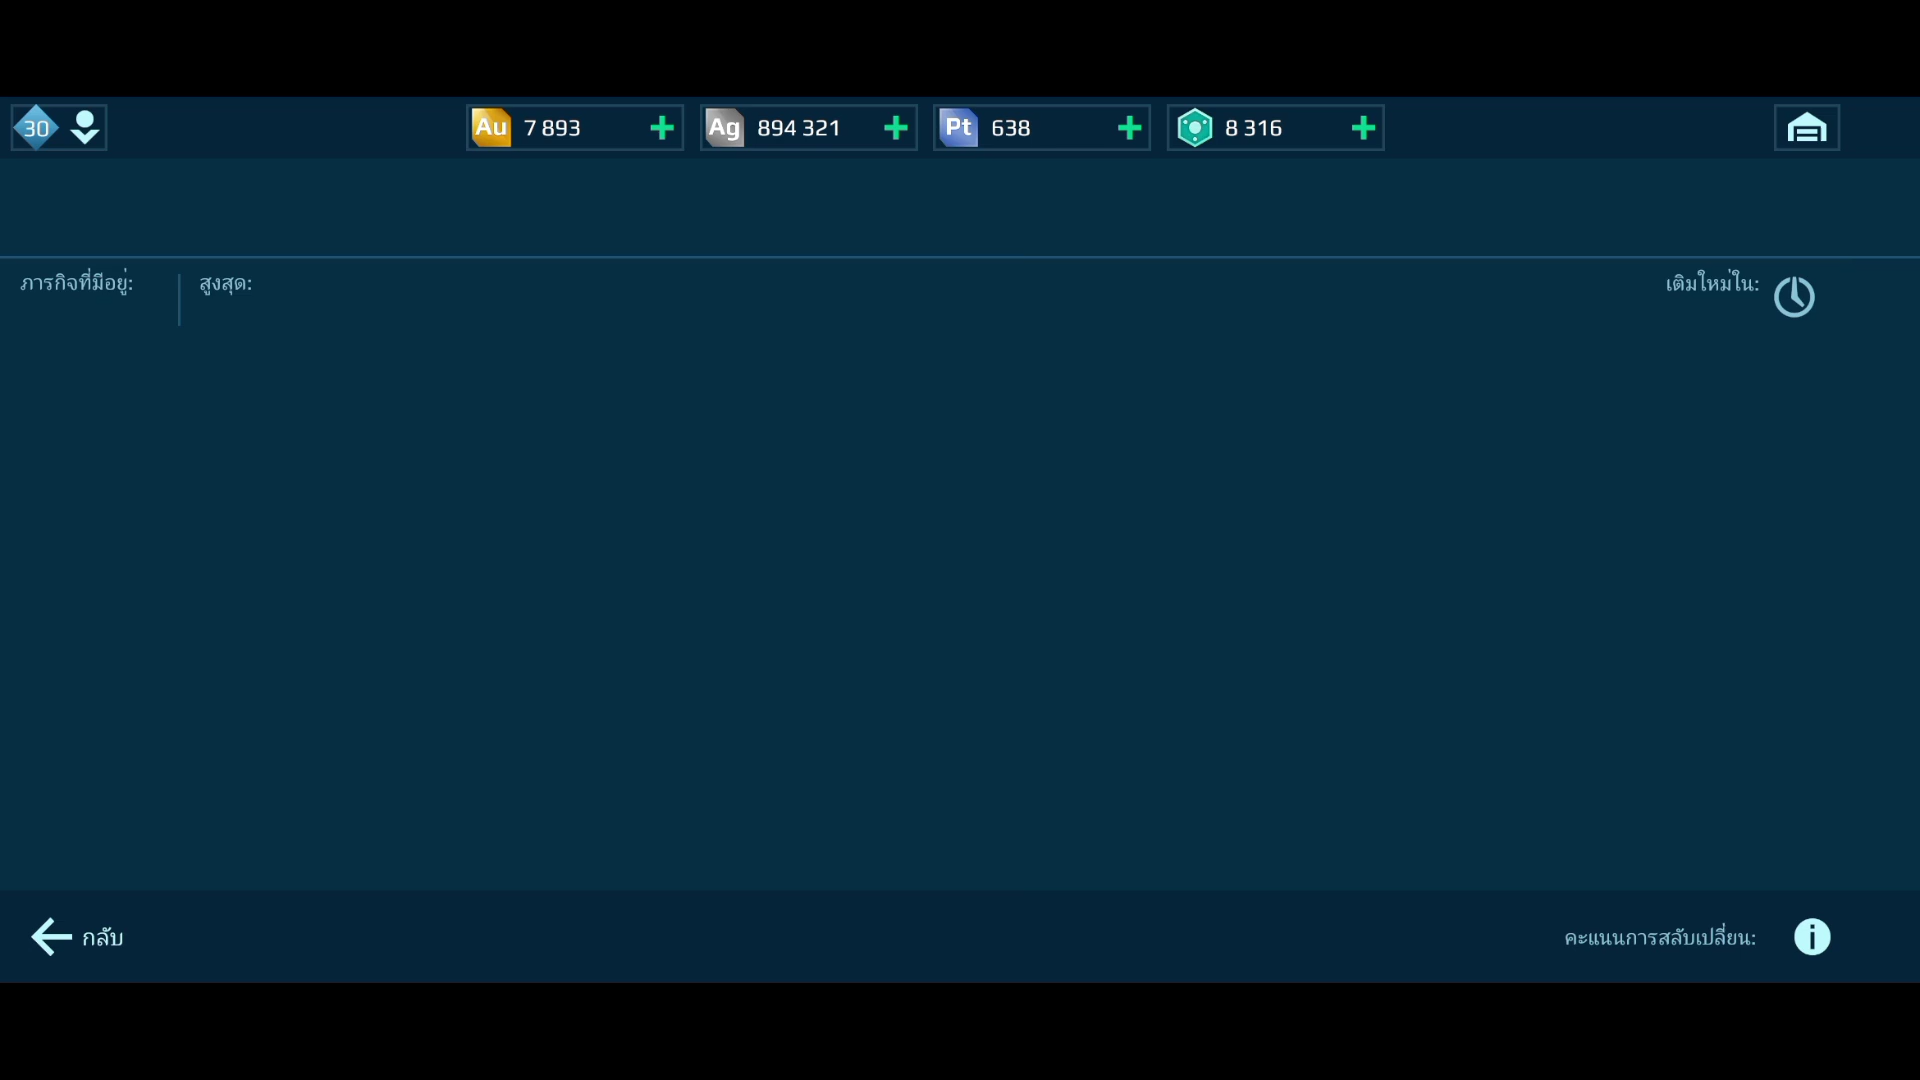 30
Au 7 893
Ag 894 321
Pt 638
8 316
ภารกิจที่มีอยู่:
สูงสุด:
เติมใหม่ใน:
กลับ
คะแนนการสลับเปลี่ยน: